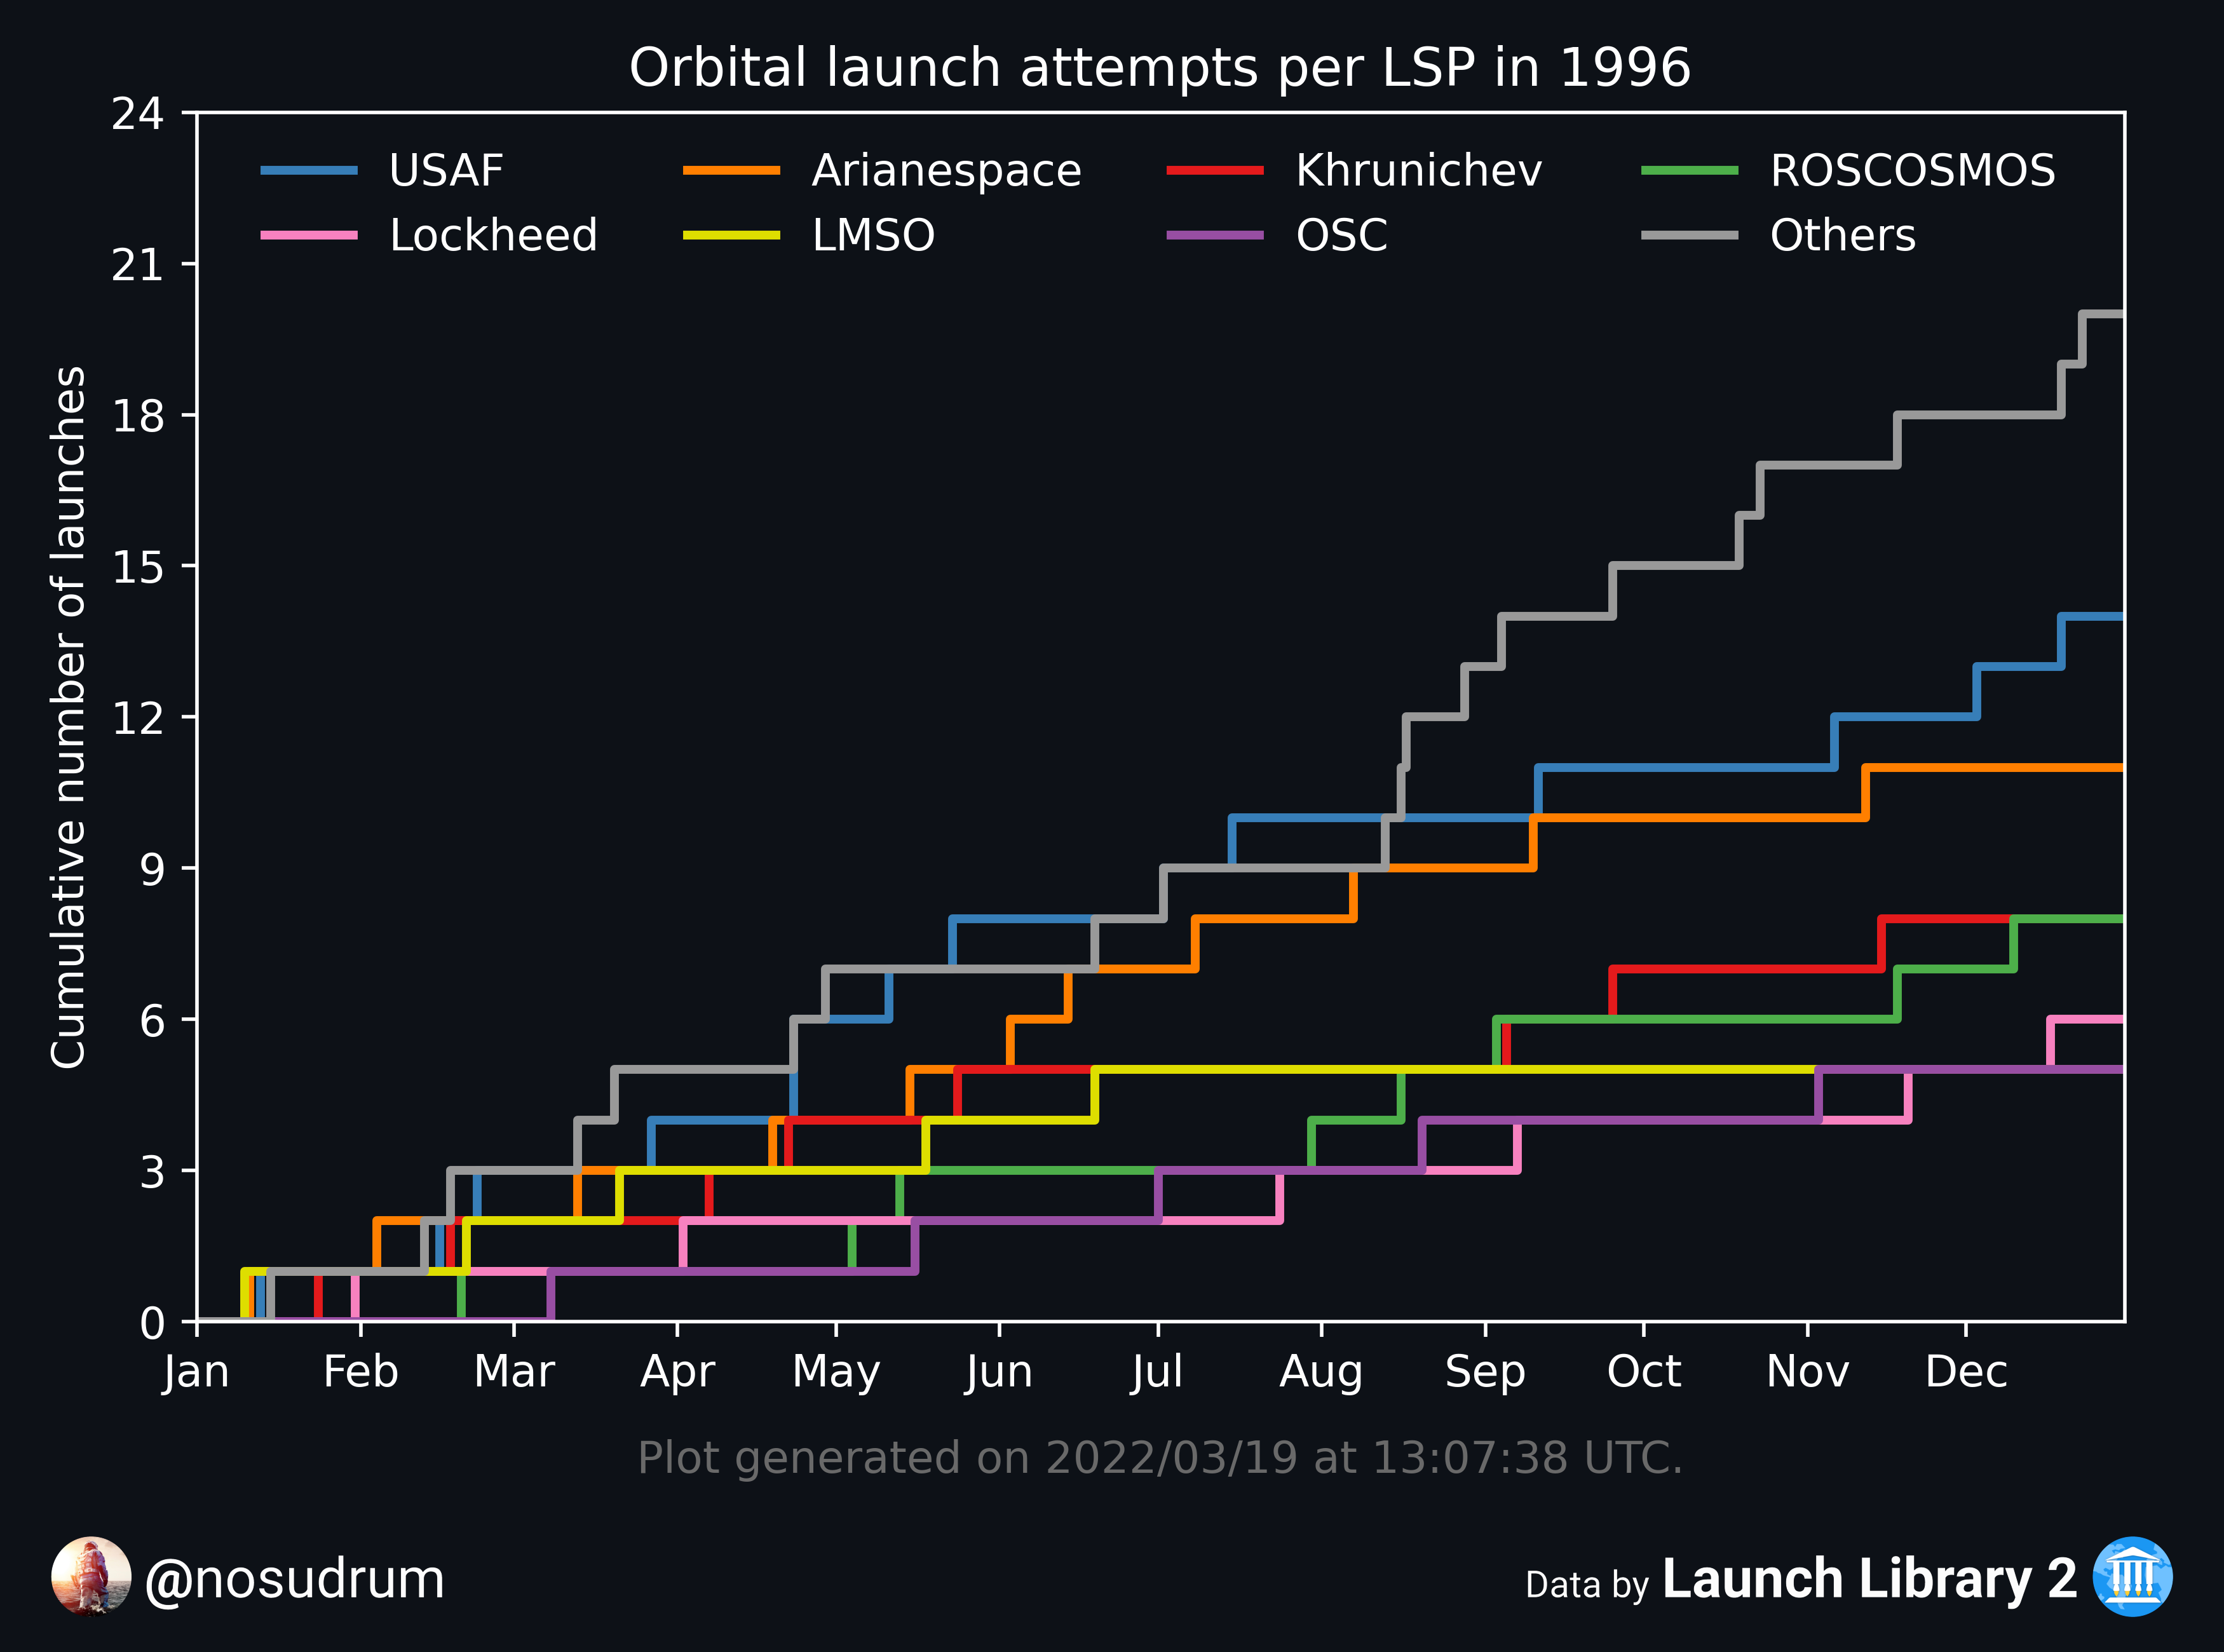 Orbital launch attempts per LSP in 1996
24
21
18
15
12
9
6
3
0
Cumulative number of launches
USAF Arianespace Khrunichev ROSCOSMOS
Lockheed LMSO OSC Others
Jan Feb Mar Apr May Jun Jul Aug Sep Oct Nov Dec
Plot generated on 2022/03/19 at 13:07:38 UTC.
@nosudrum
Data by Launch Library 2